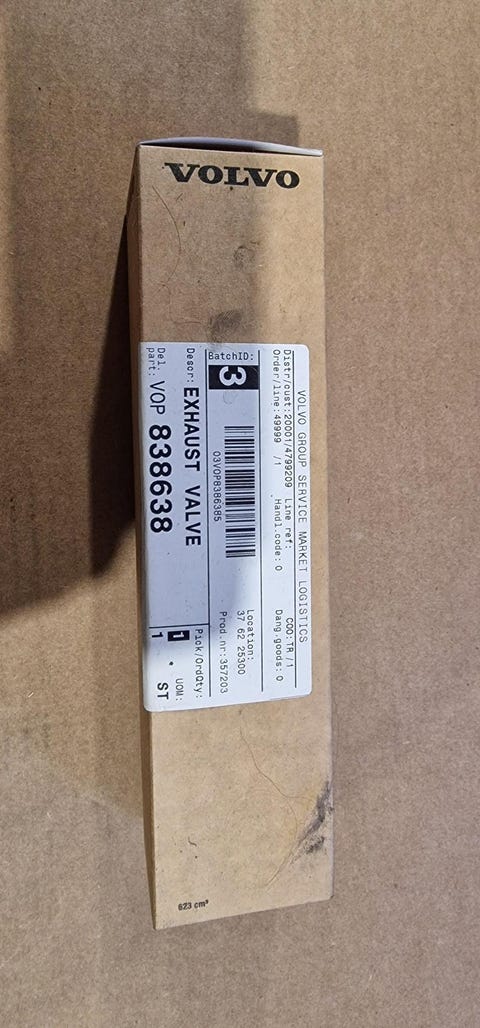 VOLVO
VOLVO GROUP SERVICE MARKET LOGISTICS
Distr/cust:20001/4799209 Line ref: COO:TR /1
Order/line:49999 /1 Handl.code:0 Dang.goods:0
BatchID:
3
03VOP8386385
Location:
37 62 25300
Prod.nr:357203
Descr: EXHAUST VALVE
Pick/OrdQty: UOM:
1 1 ST
Del.
part: VOP 838638
623 cm³